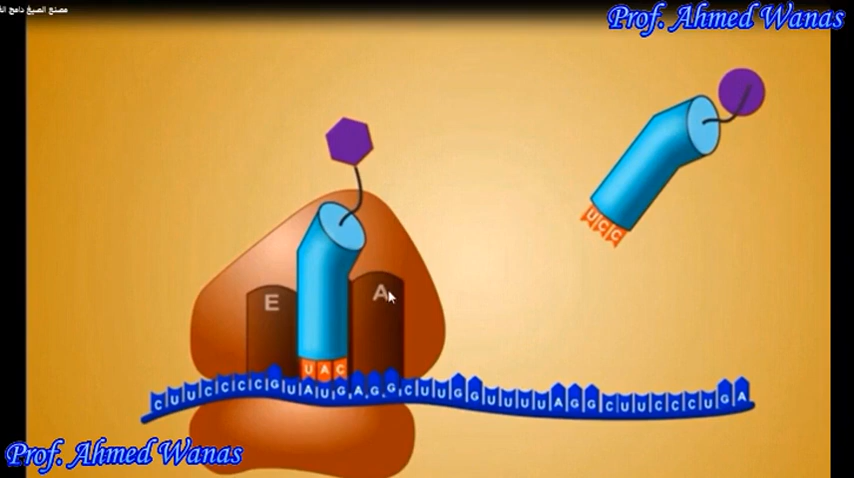 مصنع الصيغ دامج
Prof. Ahmed Wanas
UCC
E
A
UAC
CUUCCCCGUAUGAGGCUUGGUUUUAGGCUUCCCUGA
Prof. Ahmed Wanas